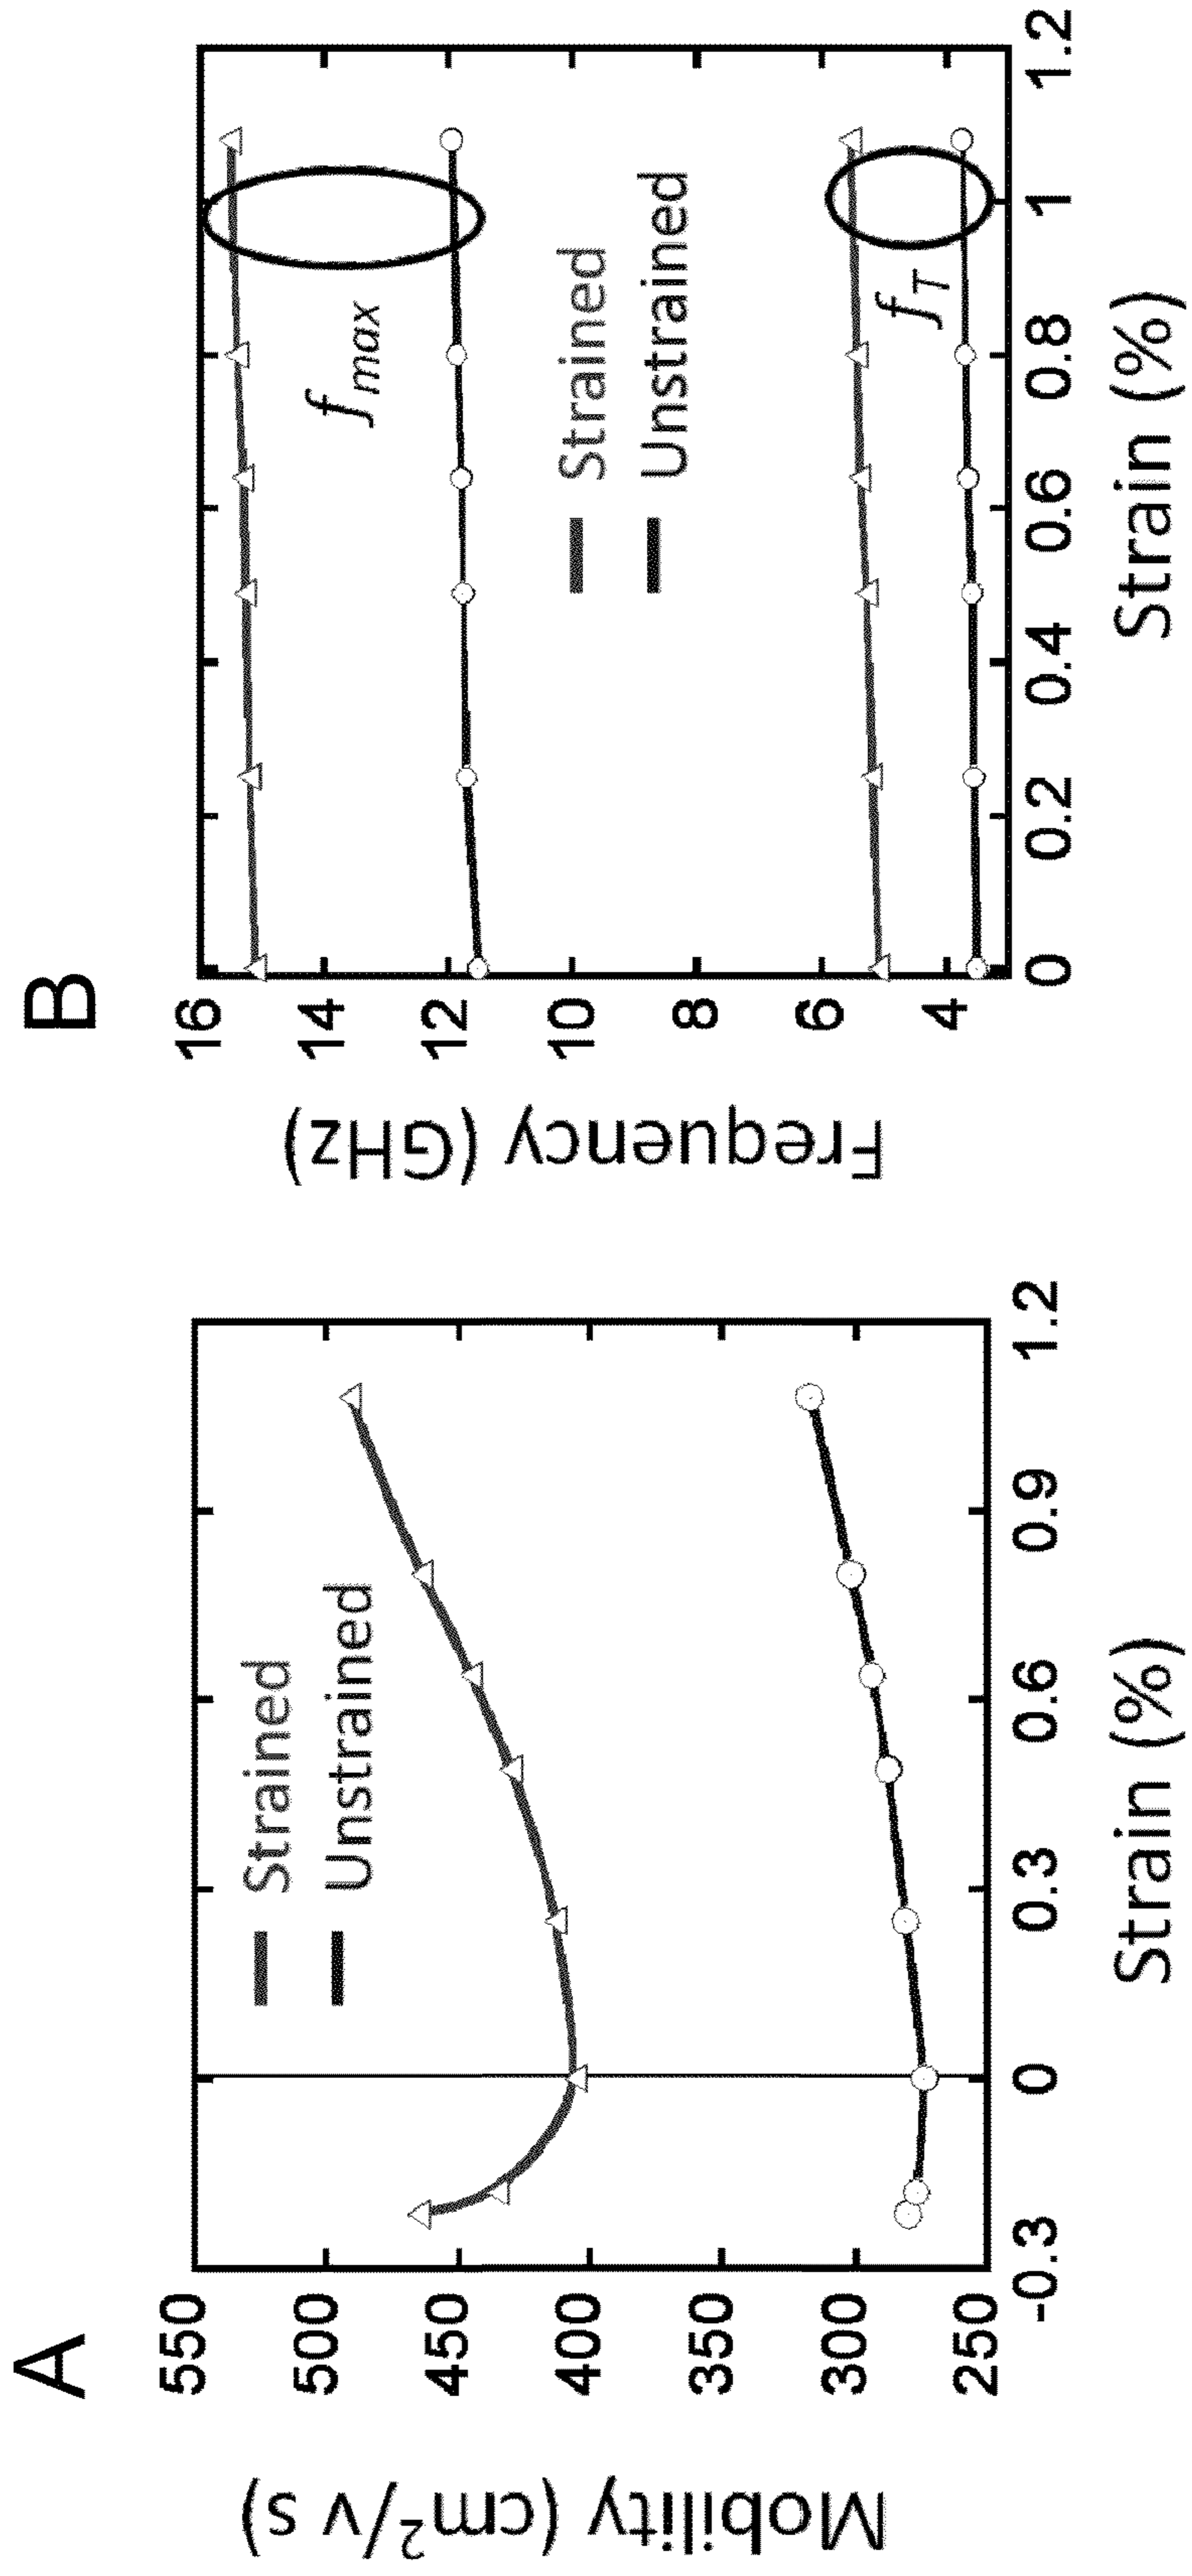 A
Mobility (cm²/v s)
550
500
450
400
350
300
250
Strained
Unstrained
-0.3
0
0.3
0.6
0.9
1.2
Strain (%)
B
Frequency (GHz)
16
14
12
10
8
6
4
fmax
Strained
Unstrained
fT
0
0.2
0.4
0.6
0.8
1
1.2
Strain (%)